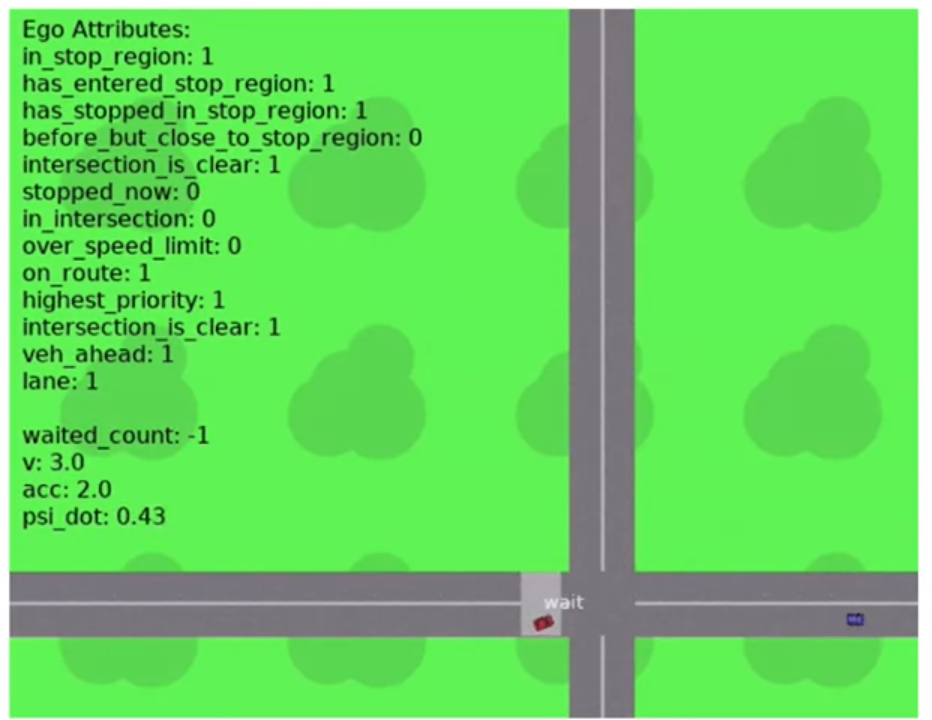 Ego Attributes:
in_stop_region: 1
has_entered_stop_region: 1
has_stopped_in_stop_region: 1
before_but_close_to_stop_region: 0
intersection_is_clear: 1
stopped_now: 0
in_intersection: 0
over_speed_limit: 0
on_route: 1
highest_priority: 1
intersection_is_clear: 1
veh_ahead: 1
lane: 1
waited_count: -1
v: 3.0
acc: 2.0
psi_dot: 0.43
wait